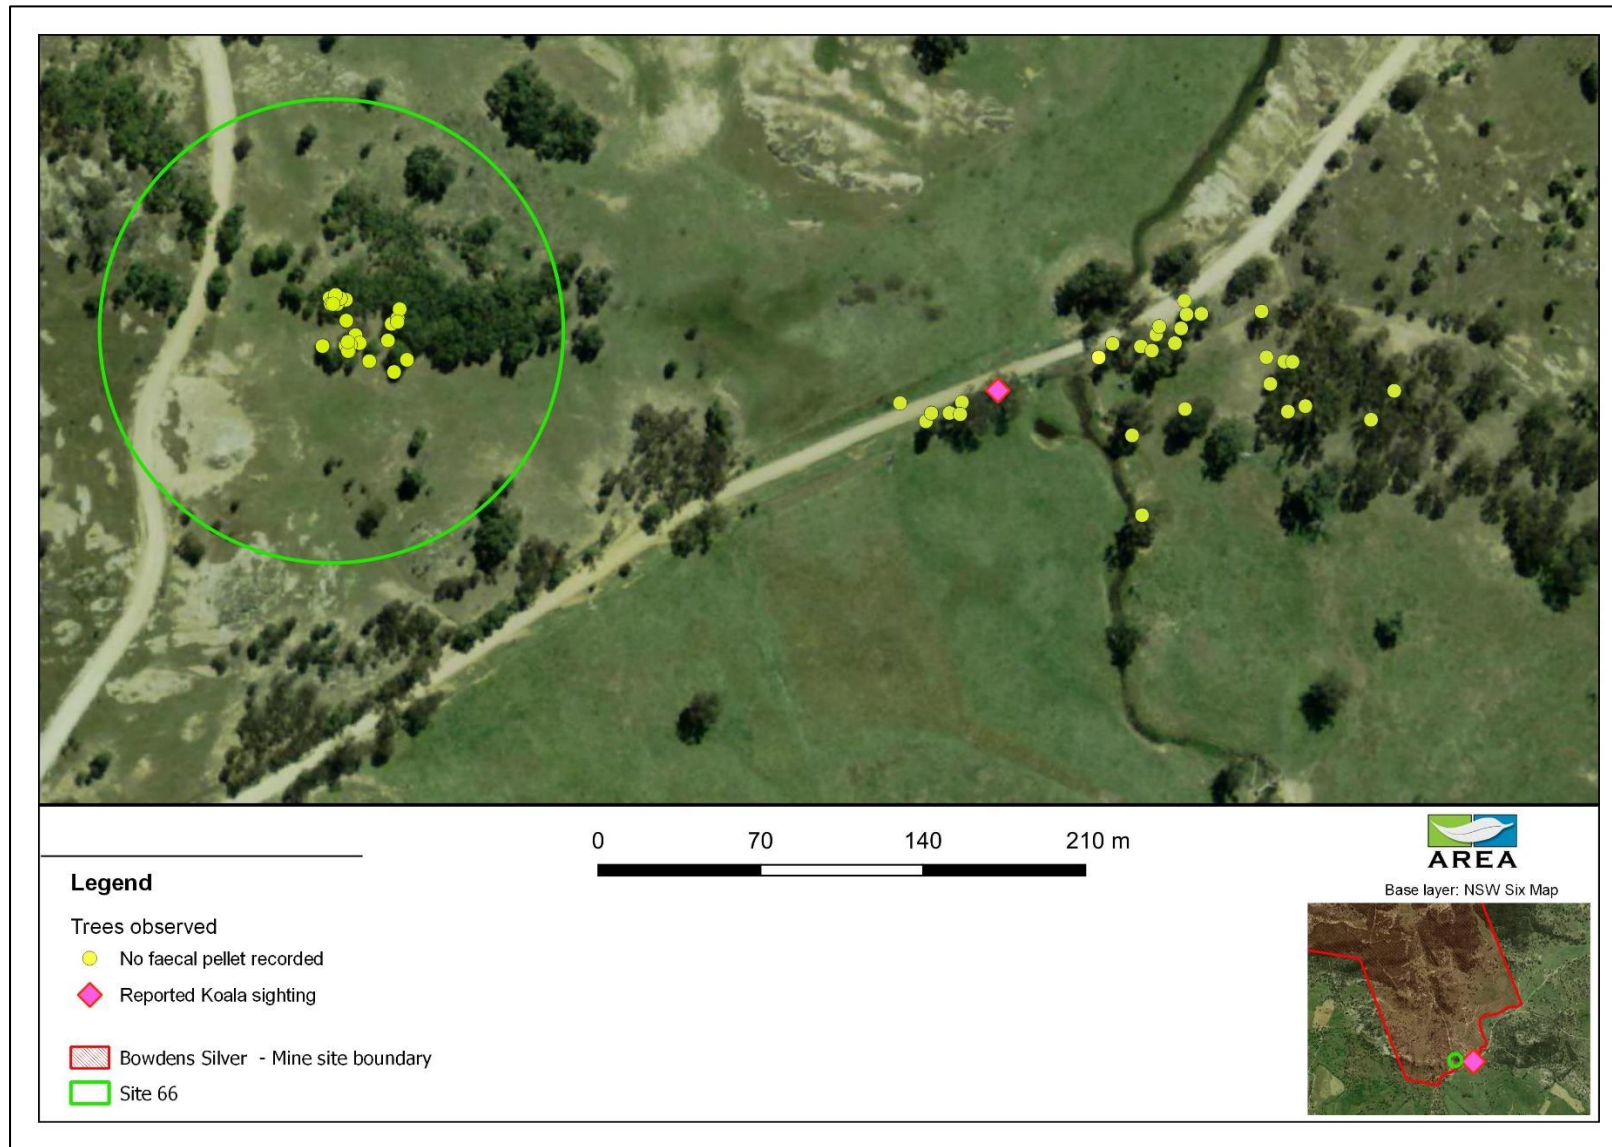 0 70 140 210 m
AREA
Base layer: NSW Six Map
Legend
Trees observed
No faecal pellet recorded
Reported Koala sighting
Bowdens Silver - Mine site boundary
Site 66